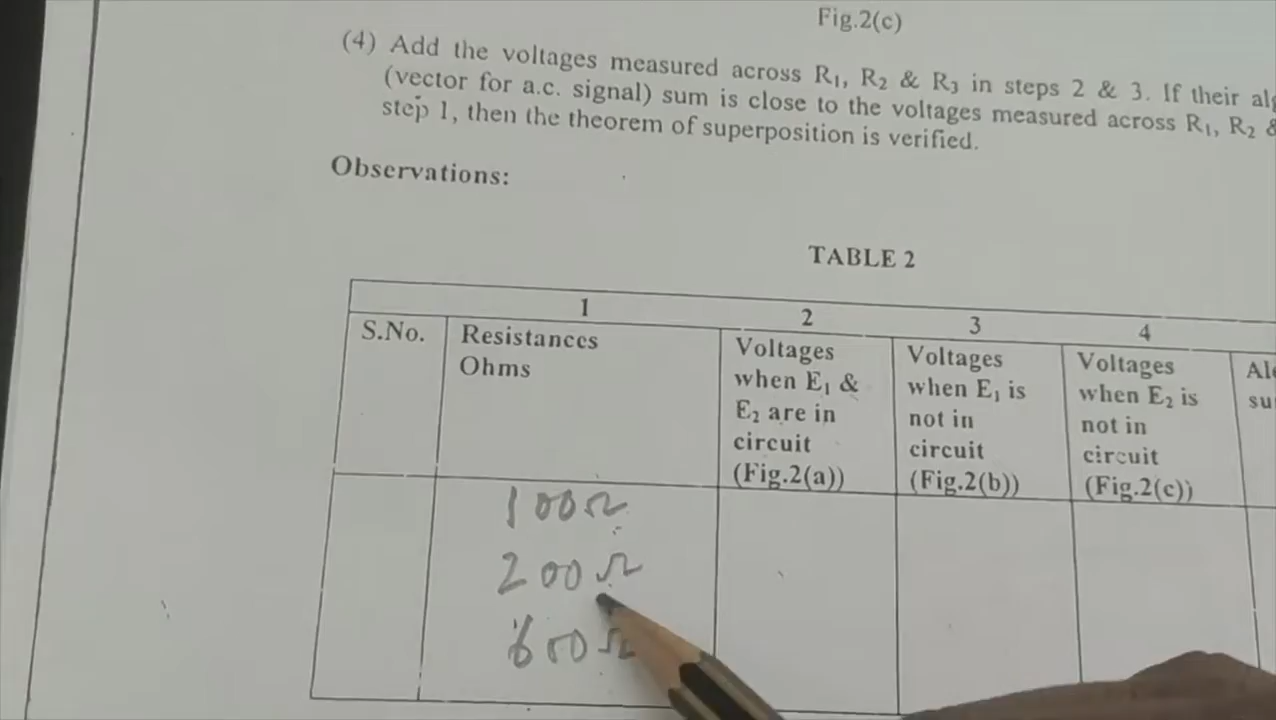 Fig.2(c)
(4) Add the voltages measured across R₁, R₂ & R₃ in steps 2 & 3. If their
(vector for a.c. signal) sum is close to the voltages measured across R₁, R₂ &
step 1, then the theorem of superposition is verified.
Observations:
TABLE 2
1 2 3 4
S.No. Resistances Ohms
Voltages when E₁ & E₂ are in circuit (Fig.2(a))
Voltages when E₁ is not in circuit (Fig.2(b))
Voltages when E₂ is not in circuit (Fig.2(c))
100Ω
200Ω
600Ω